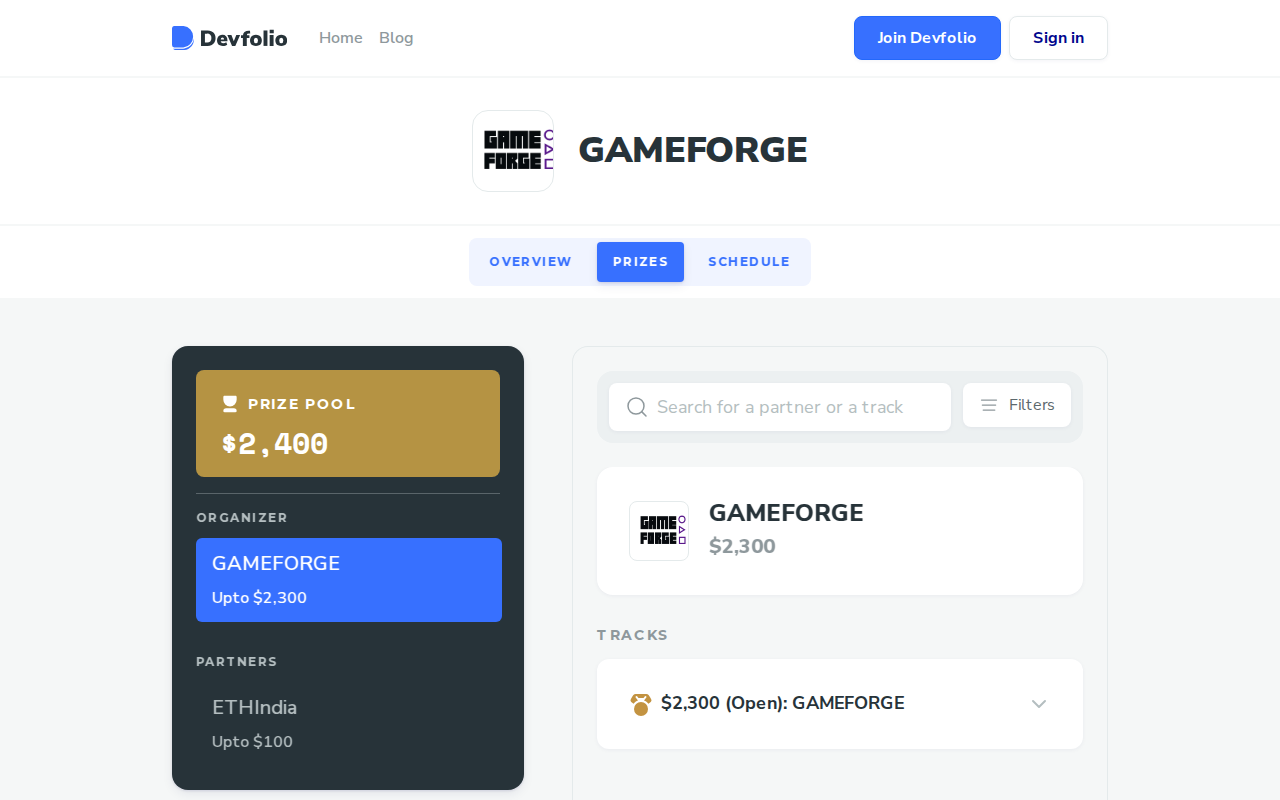 Devfolio
Home
Blog
Join Devfolio
Sign in
GAME
FORGE
GAMEFORGE
OVERVIEW
PRIZES
SCHEDULE
PRIZE POOL
$2,400
ORGANIZER
GAMEFORGE
Upto $2,300
PARTNERS
ETHIndia
Upto $100
Search for a partner or a track
Filters
GAME
FORGE
GAMEFORGE
$2,300
TRACKS
$2,300 (Open): GAMEFORGE